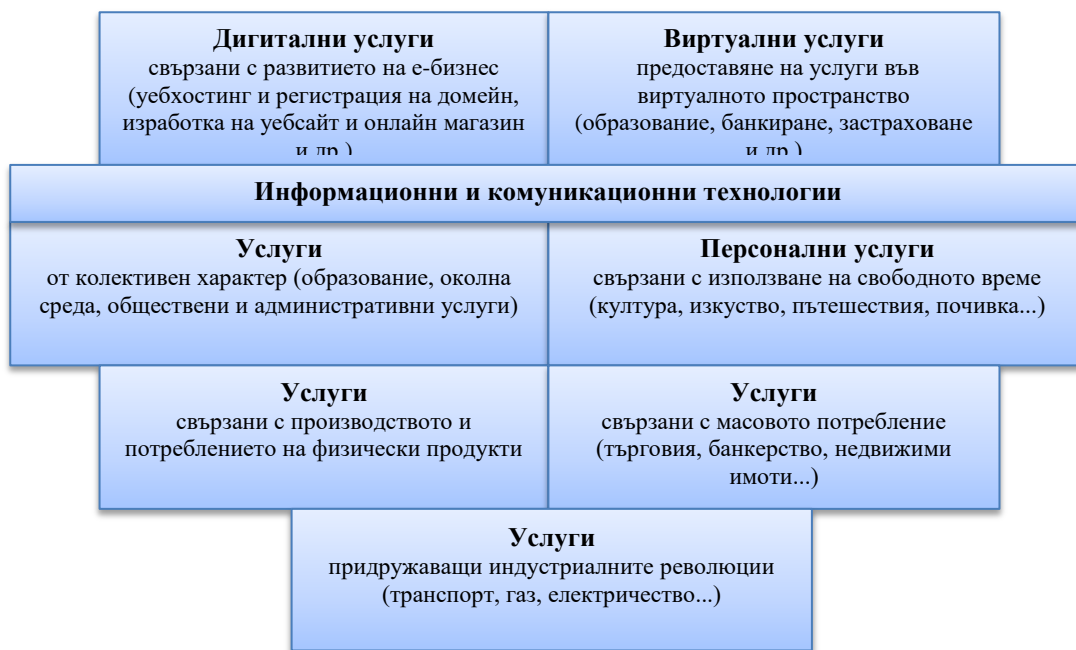 Дигитални услуги
свързани с развитието на е-бизнес
(уебхостинг и регистрация на домейн,
изработка на уебсайт и онлайн магазин
и др.)
Виртуални услуги
предоставяне на услуги във
виртуалното пространство
(образование, банкиране, застраховане
и др.)
Информационни и комуникационни технологии
Услуги
от колективен характер (образование, околна
среда, обществени и административни услуги)
Персонални услуги
свързани с използване на свободното време
(култура, изкуство, пътешествия, почивка...)
Услуги
свързани с производството и
потреблението на физически продукти
Услуги
свързани с масовото потребление
(търговия, банкерство, недвижими
имоти...)
Услуги
придружаващи индустриалните революции
(транспорт, газ, електричество...)